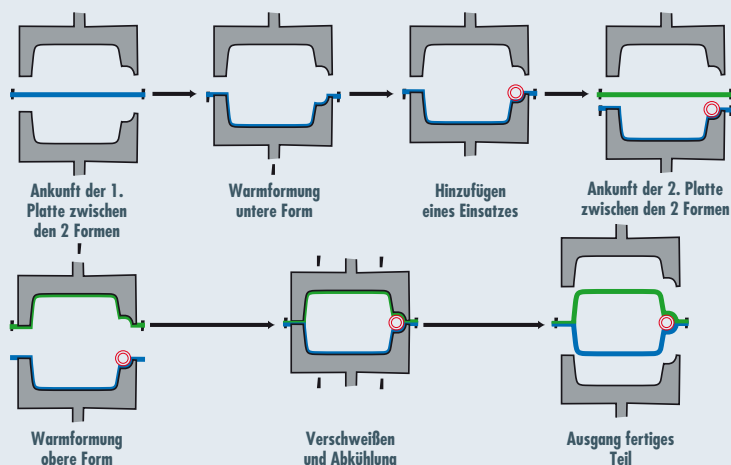 Ankunft der 1.
Platte zwischen
den 2 Formen
Warmformung
untere Form
Hinzufügen
eines Einsatzes
Ankunft der 2. Platte
zwischen den 2 Formen
Warmformung
obere Form
Verschweißen
und Abkühlung
Ausgang fertiges
Teil